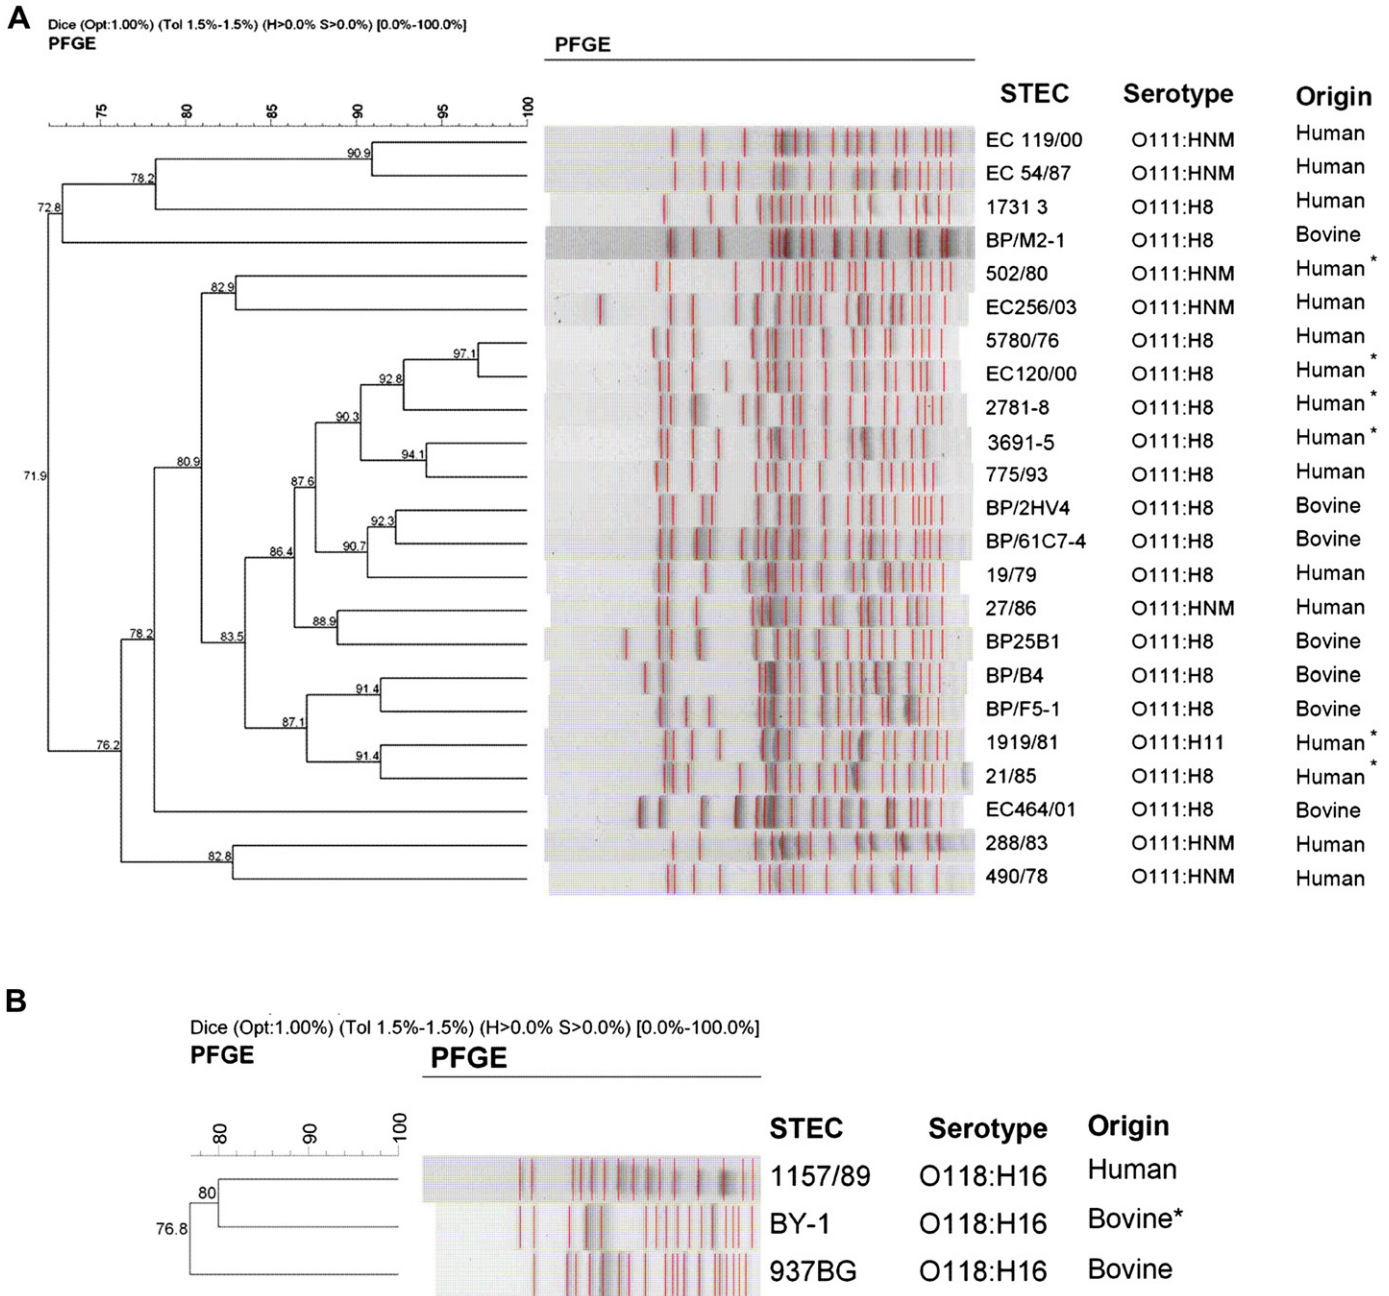 A
Dice (Opt:1.00%) (Tol 1.5%-1.5%) (H>0.0% S>0.0%) [0.0%-100.0%]
PFGE
PFGE
75 80 85 90 95 100
STEC Serotype Origin
EC 119/00 O111:HNM Human
90.9
EC 54/87 O111:HNM Human
78.2
1731 3 O111:H8 Human
72.8
BP/M2-1 O111:H8 Bovine
502/80 O111:HNM Human *
82.9
EC256/03 O111:HNM Human
5780/76 O111:H8 Human
97.1
EC120/00 O111:H8 Human *
92.8
2781-8 O111:H8 Human *
90.3
3691-5 O111:H8 Human *
94.1
80.9
775/93 O111:H8 Human
71.9
87.6
BP/2HV4 O111:H8 Bovine
92.3
BP/61C7-4 O111:H8 Bovine
90.7
86.4
19/79 O111:H8 Human
27/86 O111:HNM Human
88.9
78.2
83.5
BP25B1 O111:H8 Bovine
BP/B4 O111:H8 Bovine
91.4
BP/F5-1 O111:H8 Bovine
87.1
76.2
1919/81 O111:H11 Human *
91.4
21/85 O111:H8 Human *
EC464/01 O111:H8 Bovine
288/83 O111:HNM Human
82.8
490/78 O111:HNM Human
B
Dice (Opt:1.00%) (Tol 1.5%-1.5%) (H>0.0% S>0.0%) [0.0%-100.0%]
PFGE
PFGE
80 90 100
STEC Serotype Origin
1157/89 O118:H16 Human
80
BY-1 O118:H16 Bovine*
76.8
937BG O118:H16 Bovine